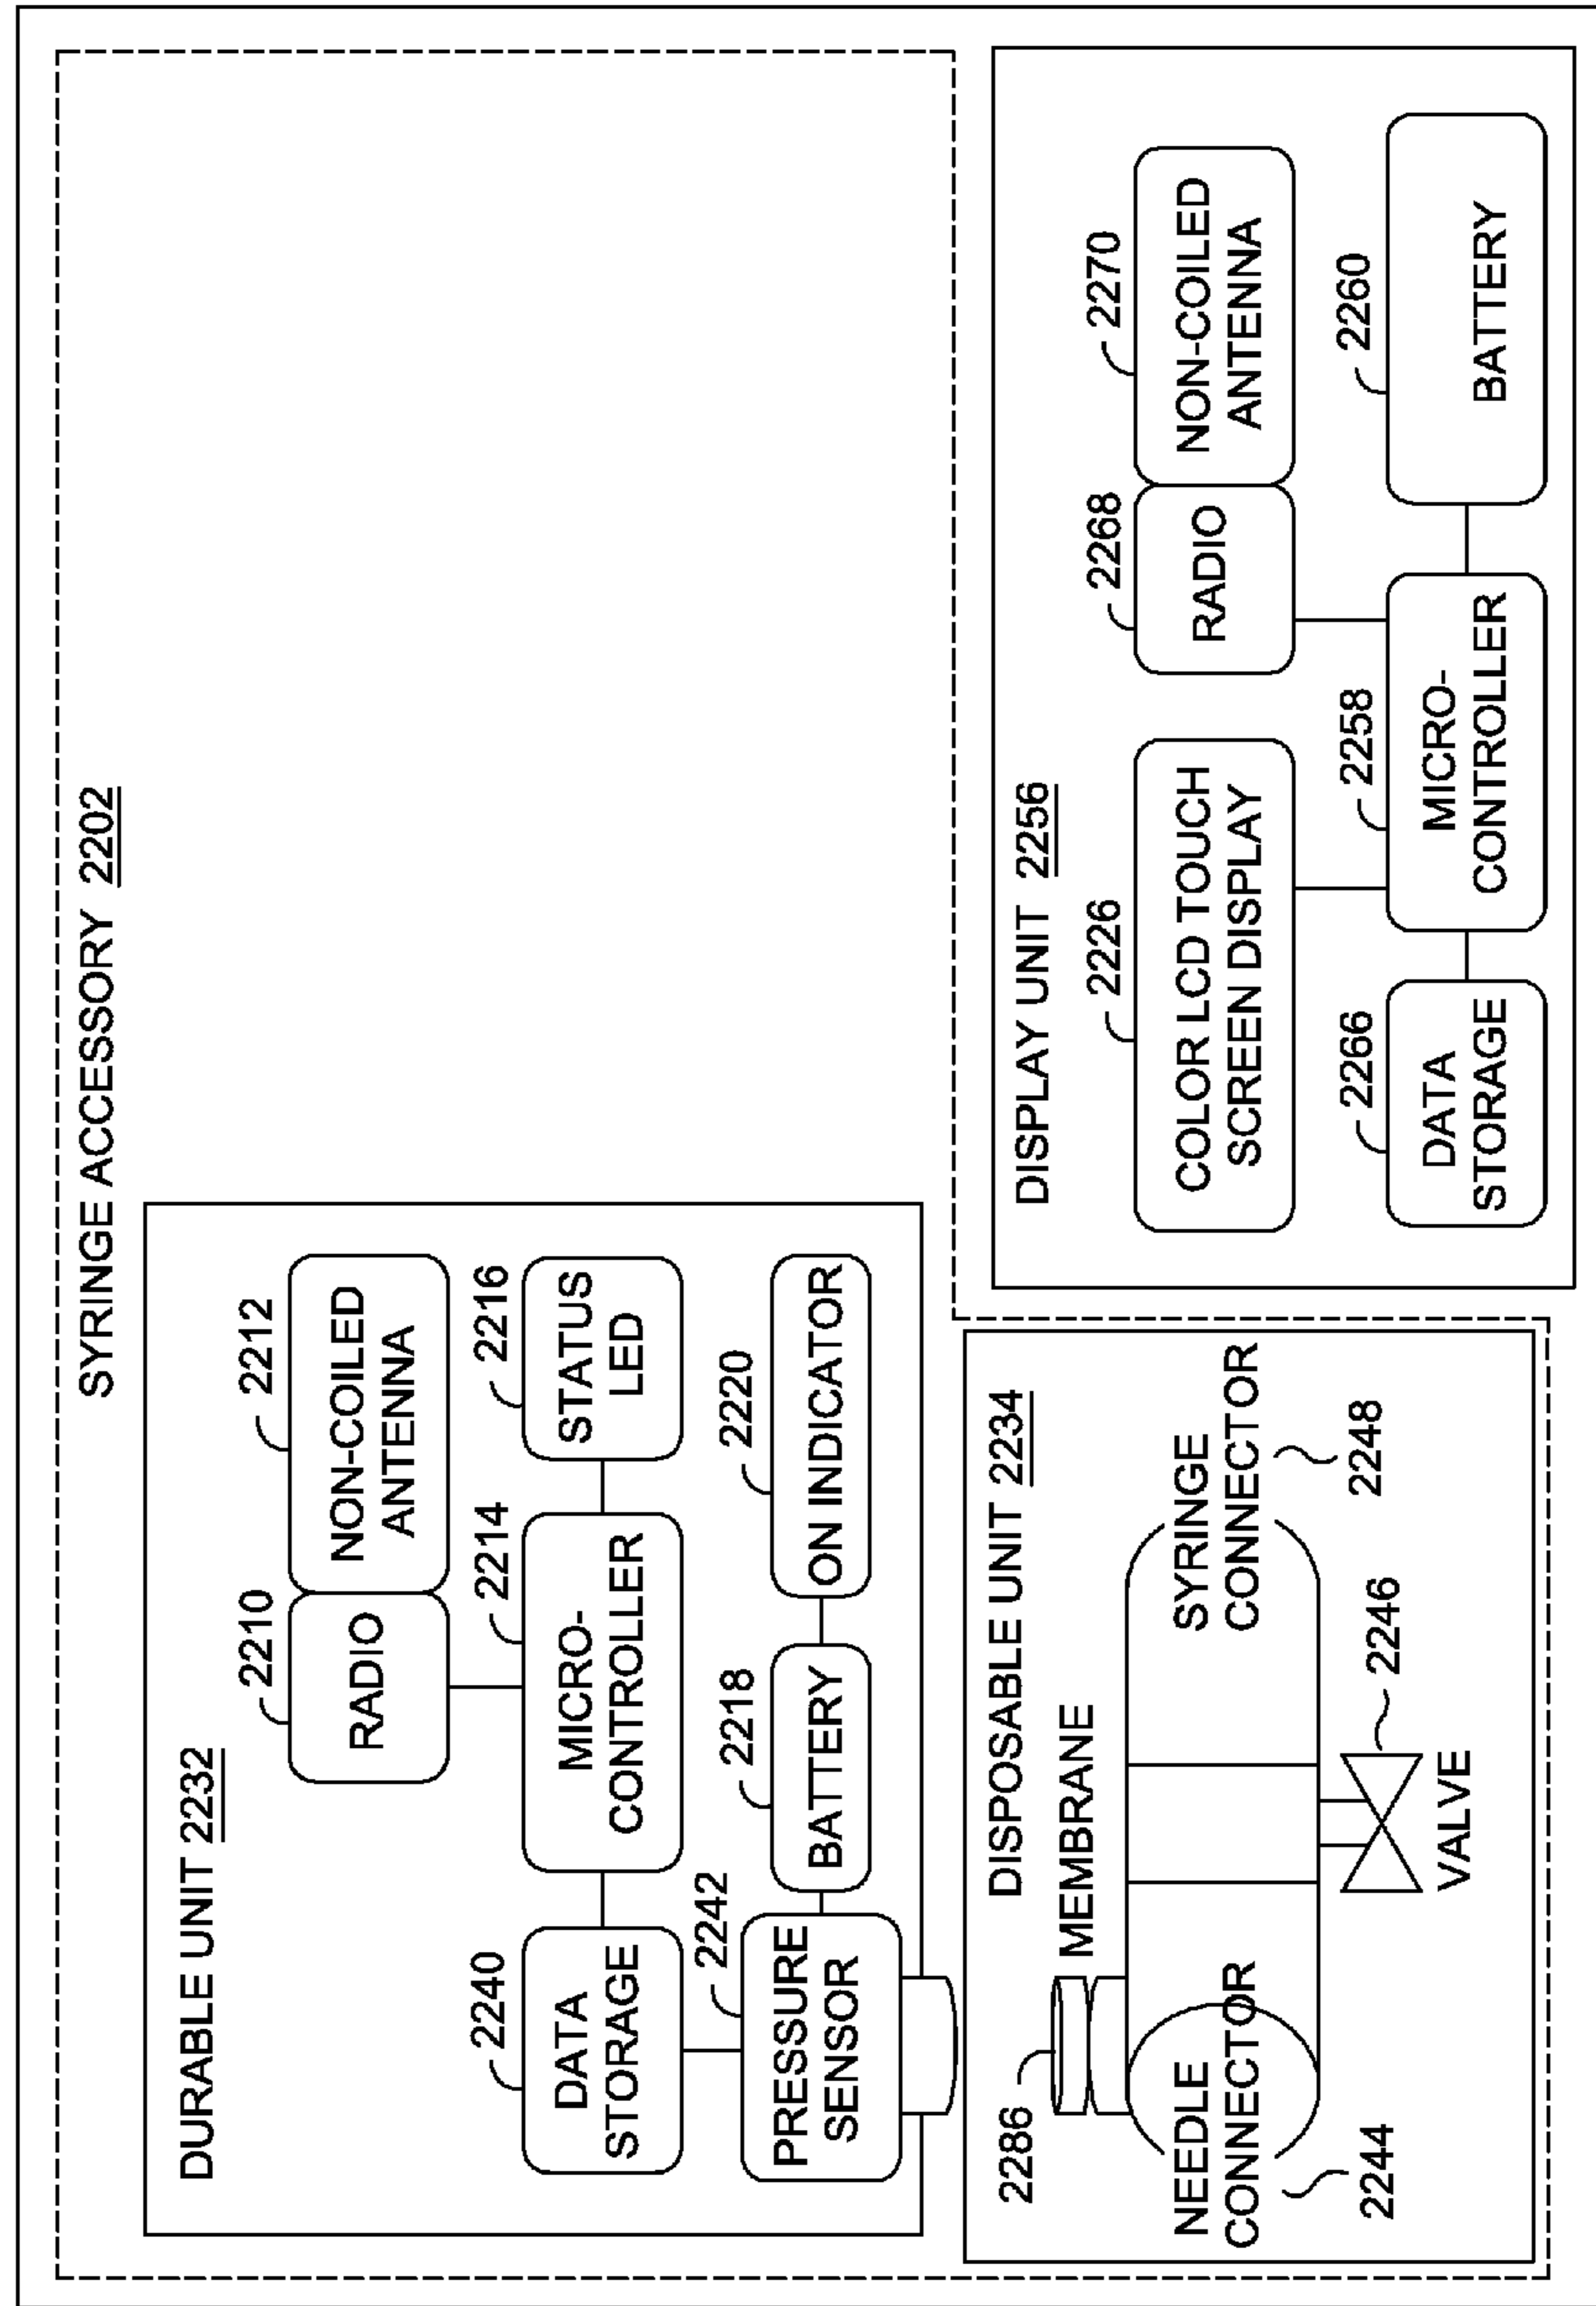 SYRINGE ACCESSORY 2202
DURABLE UNIT 2232
2210
2212
RADIO
NON-COILED
ANTENNA
2240
2214
2216
DATA
STORAGE
MICRO-
CONTROLLER
STATUS
LED
2242
2218
2220
PRESSURE
SENSOR
BATTERY
ON INDICATOR
DISPOSABLE UNIT 2234
2286
MEMBRANE
NEEDLE
CONNECTOR
SYRINGE
CONNECTOR
2244
2246
2248
VALVE
DISPLAY UNIT 2256
2226
2268
2270
COLOR LCD TOUCH
SCREEN DISPLAY
RADIO
NON-COILED
ANTENNA
2266
2258
2260
DATA
STORAGE
MICRO-
CONTROLLER
BATTERY